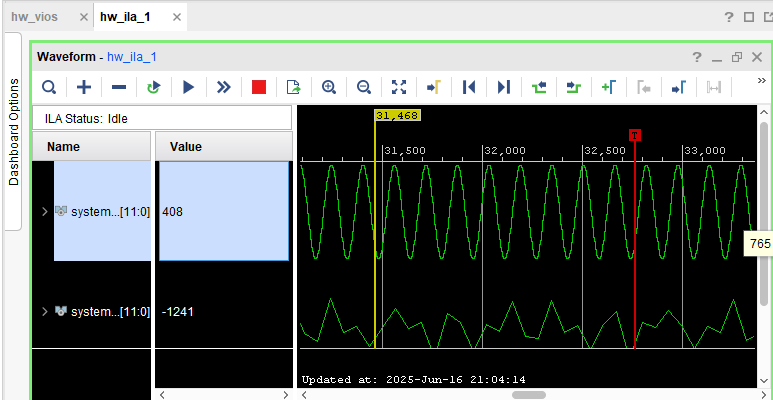 hw_vios
hw_ila_1
Dashboard Options
Waveform - hw_ila_1
ILA Status: Idle
Name
Value
31,468
T
31,500
32,000
32,500
33,000
system...[11:0]
408
765
system...[11:0]
-1241
Updated at: 2025-Jun-16 21:04:14